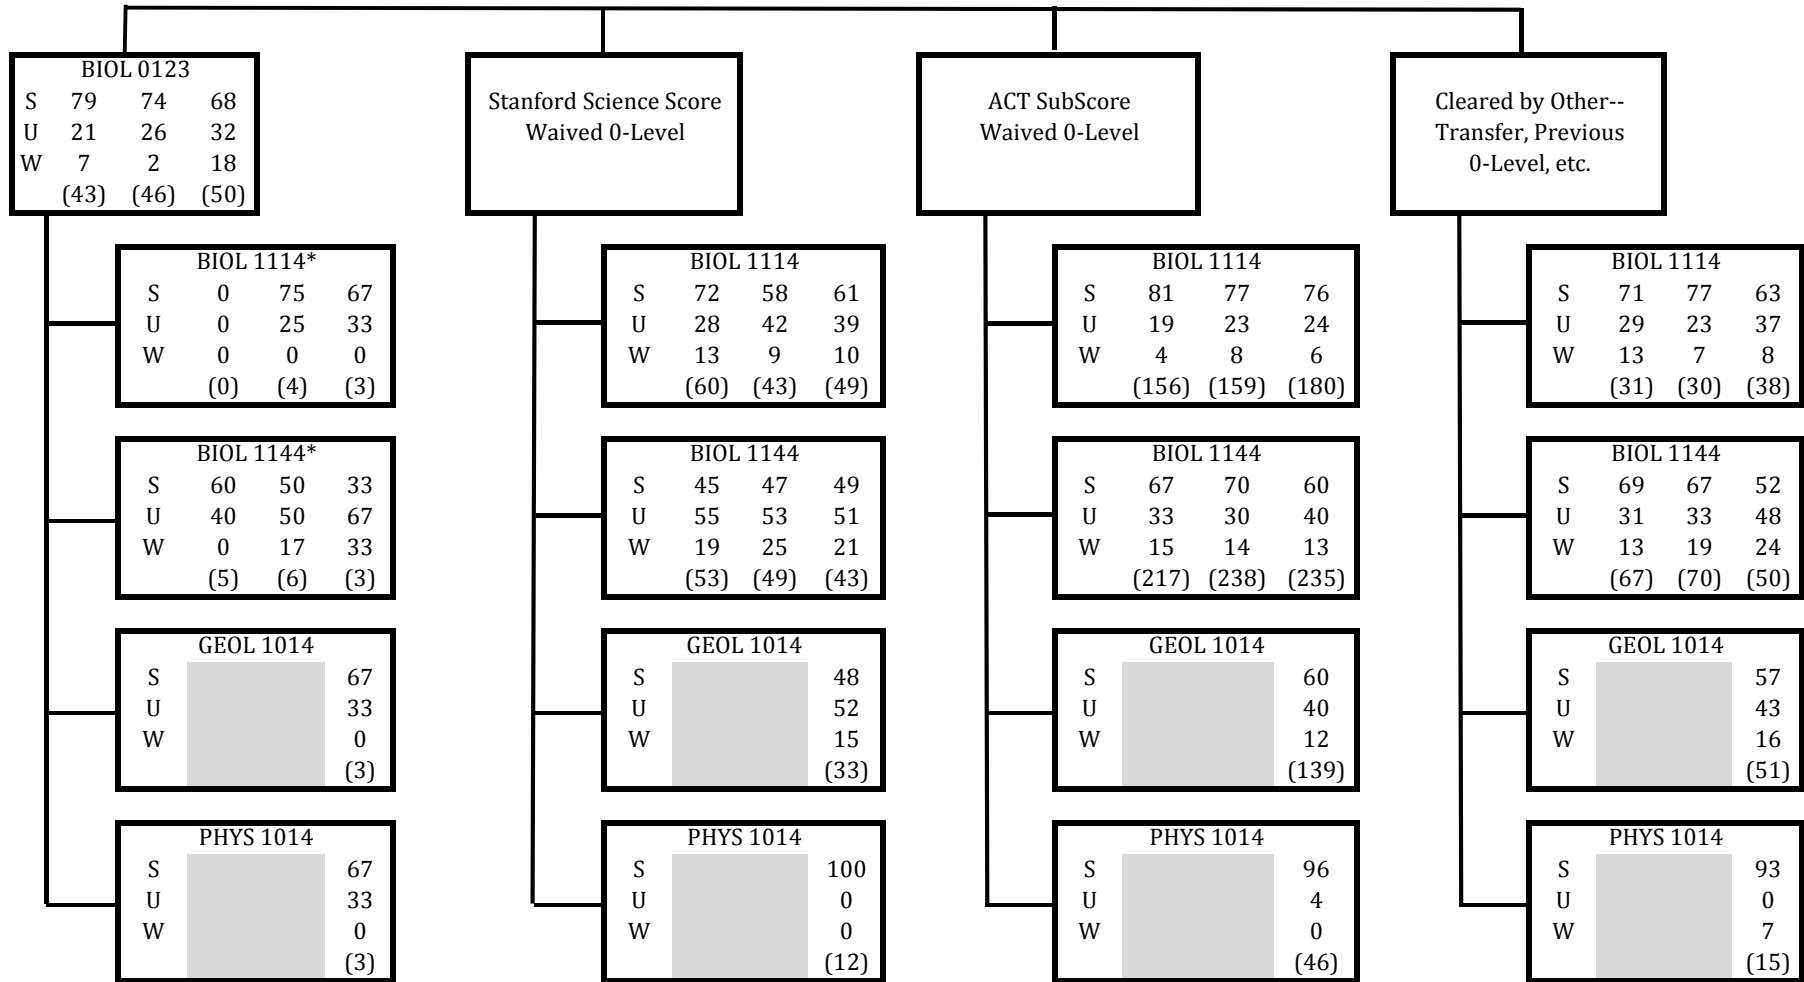 BIOL 0123
S 79 74 68
U 21 26 32
W 7 2 18
(43) (46) (50)
Stanford Science Score
Waived 0-Level
ACT SubScore
Waived 0-Level
Cleared by Other--
Transfer, Previous
0-Level, etc.
BIOL 1114*
S 0 75 67
U 0 25 33
W 0 0 0
(0) (4) (3)
BIOL 1114
S 72 58 61
U 28 42 39
W 13 9 10
(60) (43) (49)
BIOL 1114
S 81 77 76
U 19 23 24
W 4 8 6
(156) (159) (180)
BIOL 1114
S 71 77 63
U 29 23 37
W 13 7 8
(31) (30) (38)
BIOL 1144*
S 60 50 33
U 40 50 67
W 0 17 33
(5) (6) (3)
BIOL 1144
S 45 47 49
U 55 53 51
W 19 25 21
(53) (49) (43)
BIOL 1144
S 67 70 60
U 33 30 40
W 15 14 13
(217) (238) (235)
BIOL 1144
S 69 67 52
U 31 33 48
W 13 19 24
(67) (70) (50)
GEOL 1014
S 67
U 33
W 0
(3)
GEOL 1014
S 48
U 52
W 15
(33)
GEOL 1014
S 60
U 40
W 12
(139)
GEOL 1014
S 57
U 43
W 16
(51)
PHYS 1014
S 67
U 33
W 0
(3)
PHYS 1014
S 100
U 0
W 0
(12)
PHYS 1014
S 96
U 4
W 0
(46)
PHYS 1014
S 93
U 0
W 7
(15)